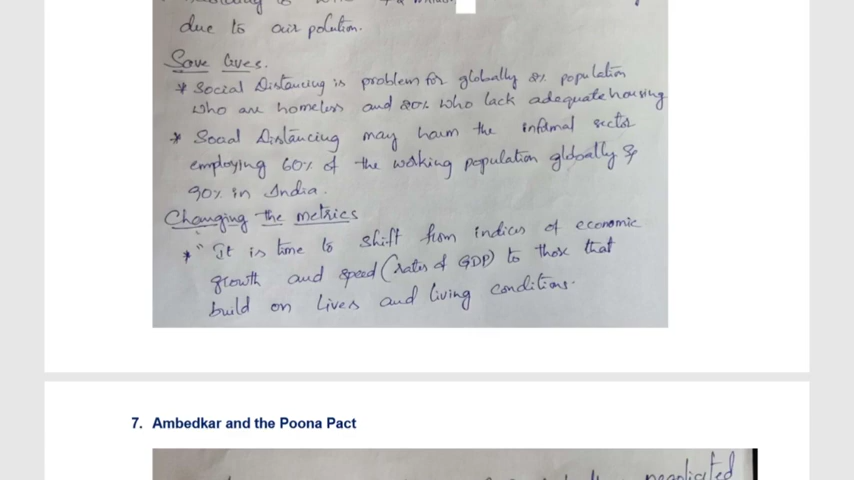 due to air polution.
Save lives.
* Social Distancing is problem for globally 2% population
who are homeless and 20% who lack adequate housing
* Social Distancing may harm the informal sector
employing 60% of the working population globally &
90% in India.
Changing the metrics
* "It is time to shift from indices of economic
growth and speed (rates of GDP) to those that
build on lives and living conditions.
7. Ambedkar and the Poona Pact
negotiated